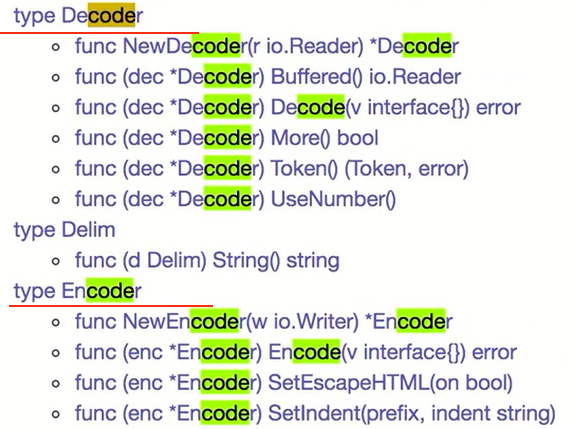 type Decoder
func NewDecoder(r io.Reader) *Decoder
func (dec *Decoder) Buffered() io.Reader
func (dec *Decoder) Decode(v interface{}) error
func (dec *Decoder) More() bool
func (dec *Decoder) Token() (Token, error)
func (dec *Decoder) UseNumber()
type Delim
func (d Delim) String() string
type Encoder
func NewEncoder(w io.Writer) *Encoder
func (enc *Encoder) Encode(v interface{}) error
func (enc *Encoder) SetEscapeHTML(on bool)
func (enc *Encoder) SetIndent(prefix, indent string)